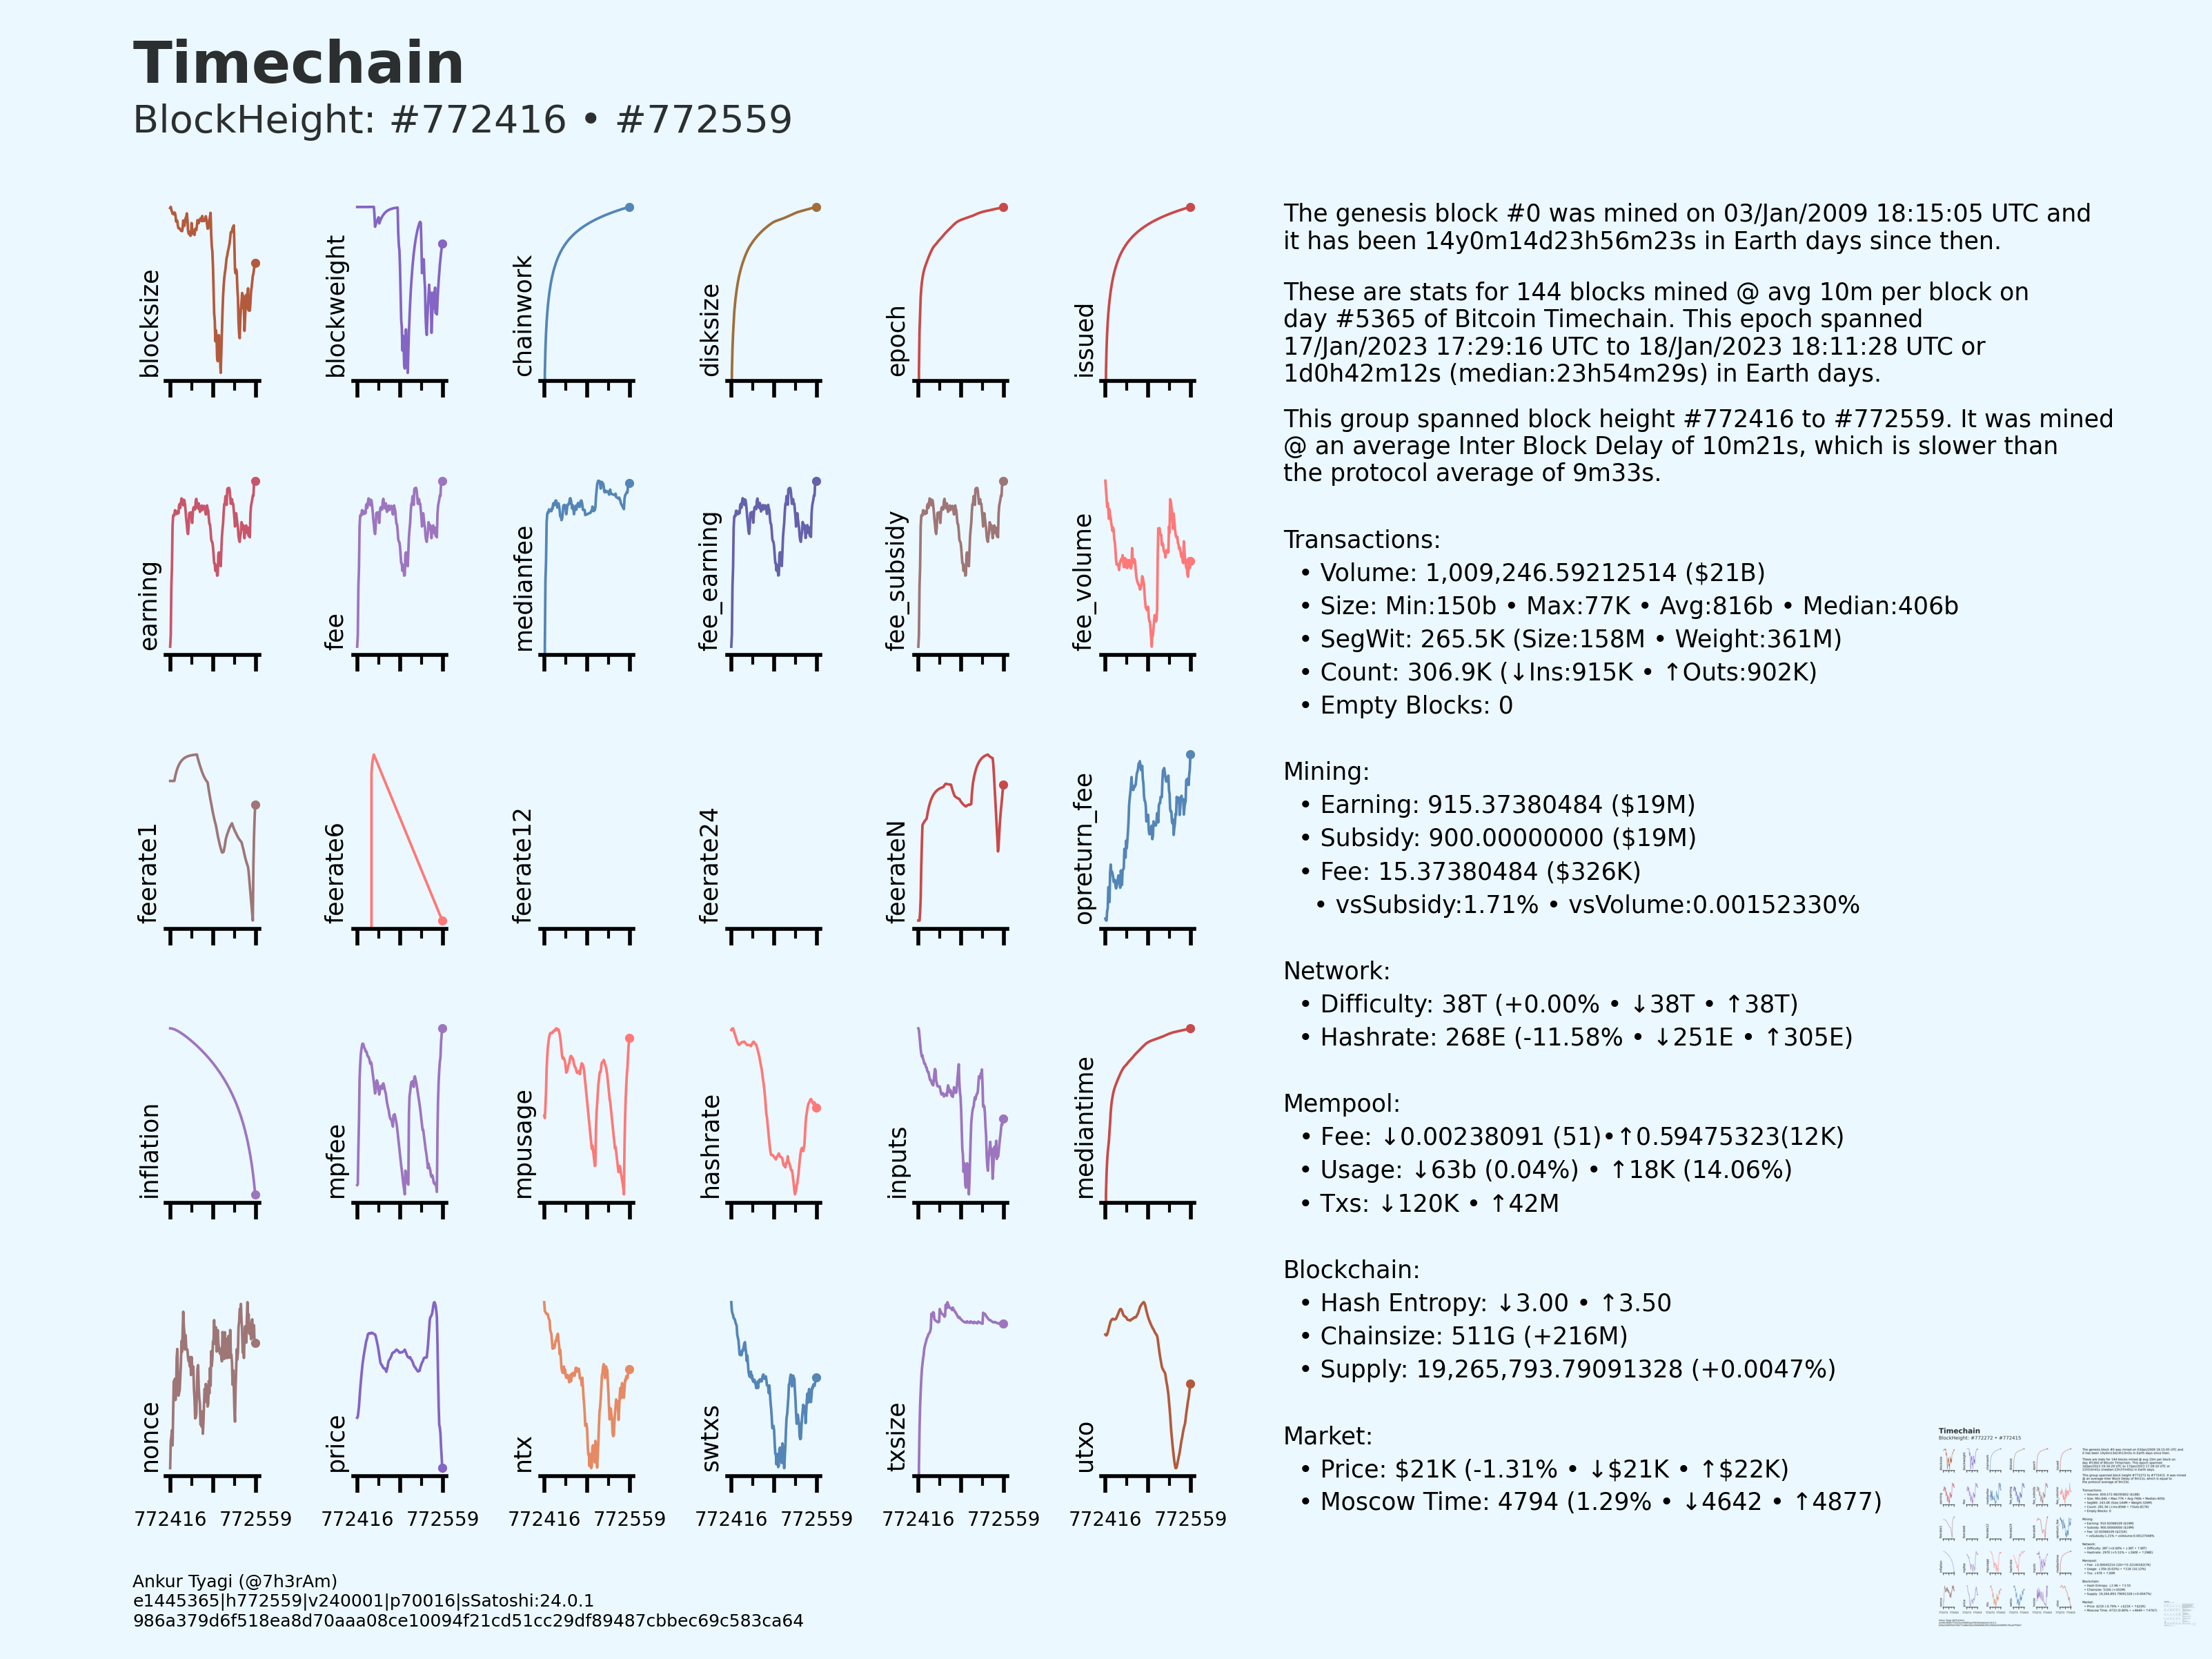 Timechain
BlockHeight: #772416 • #772559
blocksize
blockweight
chainwork
disksize
epoch
issued
earning
fee
medianfee
fee_earning
fee_subsidy
fee_volume
feerate1
feerate6
feerate12
feerate24
feerateN
opreturn_fee
inflation
mpfee
mpusage
hashrate
inputs
mediantime
nonce
price
ntx
swtxs
txsize
utxo
772416 772559 772416 772559 772416 772559 772416 772559 772416 772559 772416 772559
The genesis block #0 was mined on 03/Jan/2009 18:15:05 UTC and
it has been 14y0m14d23h56m23s in Earth days since then.
These are stats for 144 blocks mined @ avg 10m per block on
day #5365 of Bitcoin Timechain. This epoch spanned
17/Jan/2023 17:29:16 UTC to 18/Jan/2023 18:11:28 UTC or
1d0h42m12s (median:23h54m29s) in Earth days.
This group spanned block height #772416 to #772559. It was mined
@ an average Inter Block Delay of 10m21s, which is slower than
the protocol average of 9m33s.
Transactions:
• Volume: 1,009,246.59212514 ($21B)
• Size: Min:150b • Max:77K • Avg:816b • Median:406b
• SegWit: 265.5K (Size:158M • Weight:361M)
• Count: 306.9K (↓Ins:915K • ↑Outs:902K)
• Empty Blocks: 0
Mining:
• Earning: 915.37380484 ($19M)
• Subsidy: 900.00000000 ($19M)
• Fee: 15.37380484 ($326K)
• vsSubsidy:1.71% • vsVolume:0.00152330%
Network:
• Difficulty: 38T (+0.00% • ↓38T • ↑38T)
• Hashrate: 268E (-11.58% • ↓251E • ↑305E)
Mempool:
• Fee: ↓0.00238091 (51)•↑0.59475323(12K)
• Usage: ↓63b (0.04%) • ↑18K (14.06%)
• Txs: ↓120K • ↑42M
Blockchain:
• Hash Entropy: ↓3.00 • ↑3.50
• Chainsize: 511G (+216M)
• Supply: 19,265,793.79091328 (+0.0047%)
Market:
• Price: $21K (-1.31% • ↓$21K • ↑$22K)
• Moscow Time: 4794 (1.29% • ↓4642 • ↑4877)
Ankur Tyagi (@7h3rAm)
e1445365|h772559|v240001|p70016|sSatoshi:24.0.1
986a379d6f518ea8d70aaa08ce10094f21cd51cc29df89487cbbec69c583ca64
Timechain
BlockHeight: #772272 • #772415